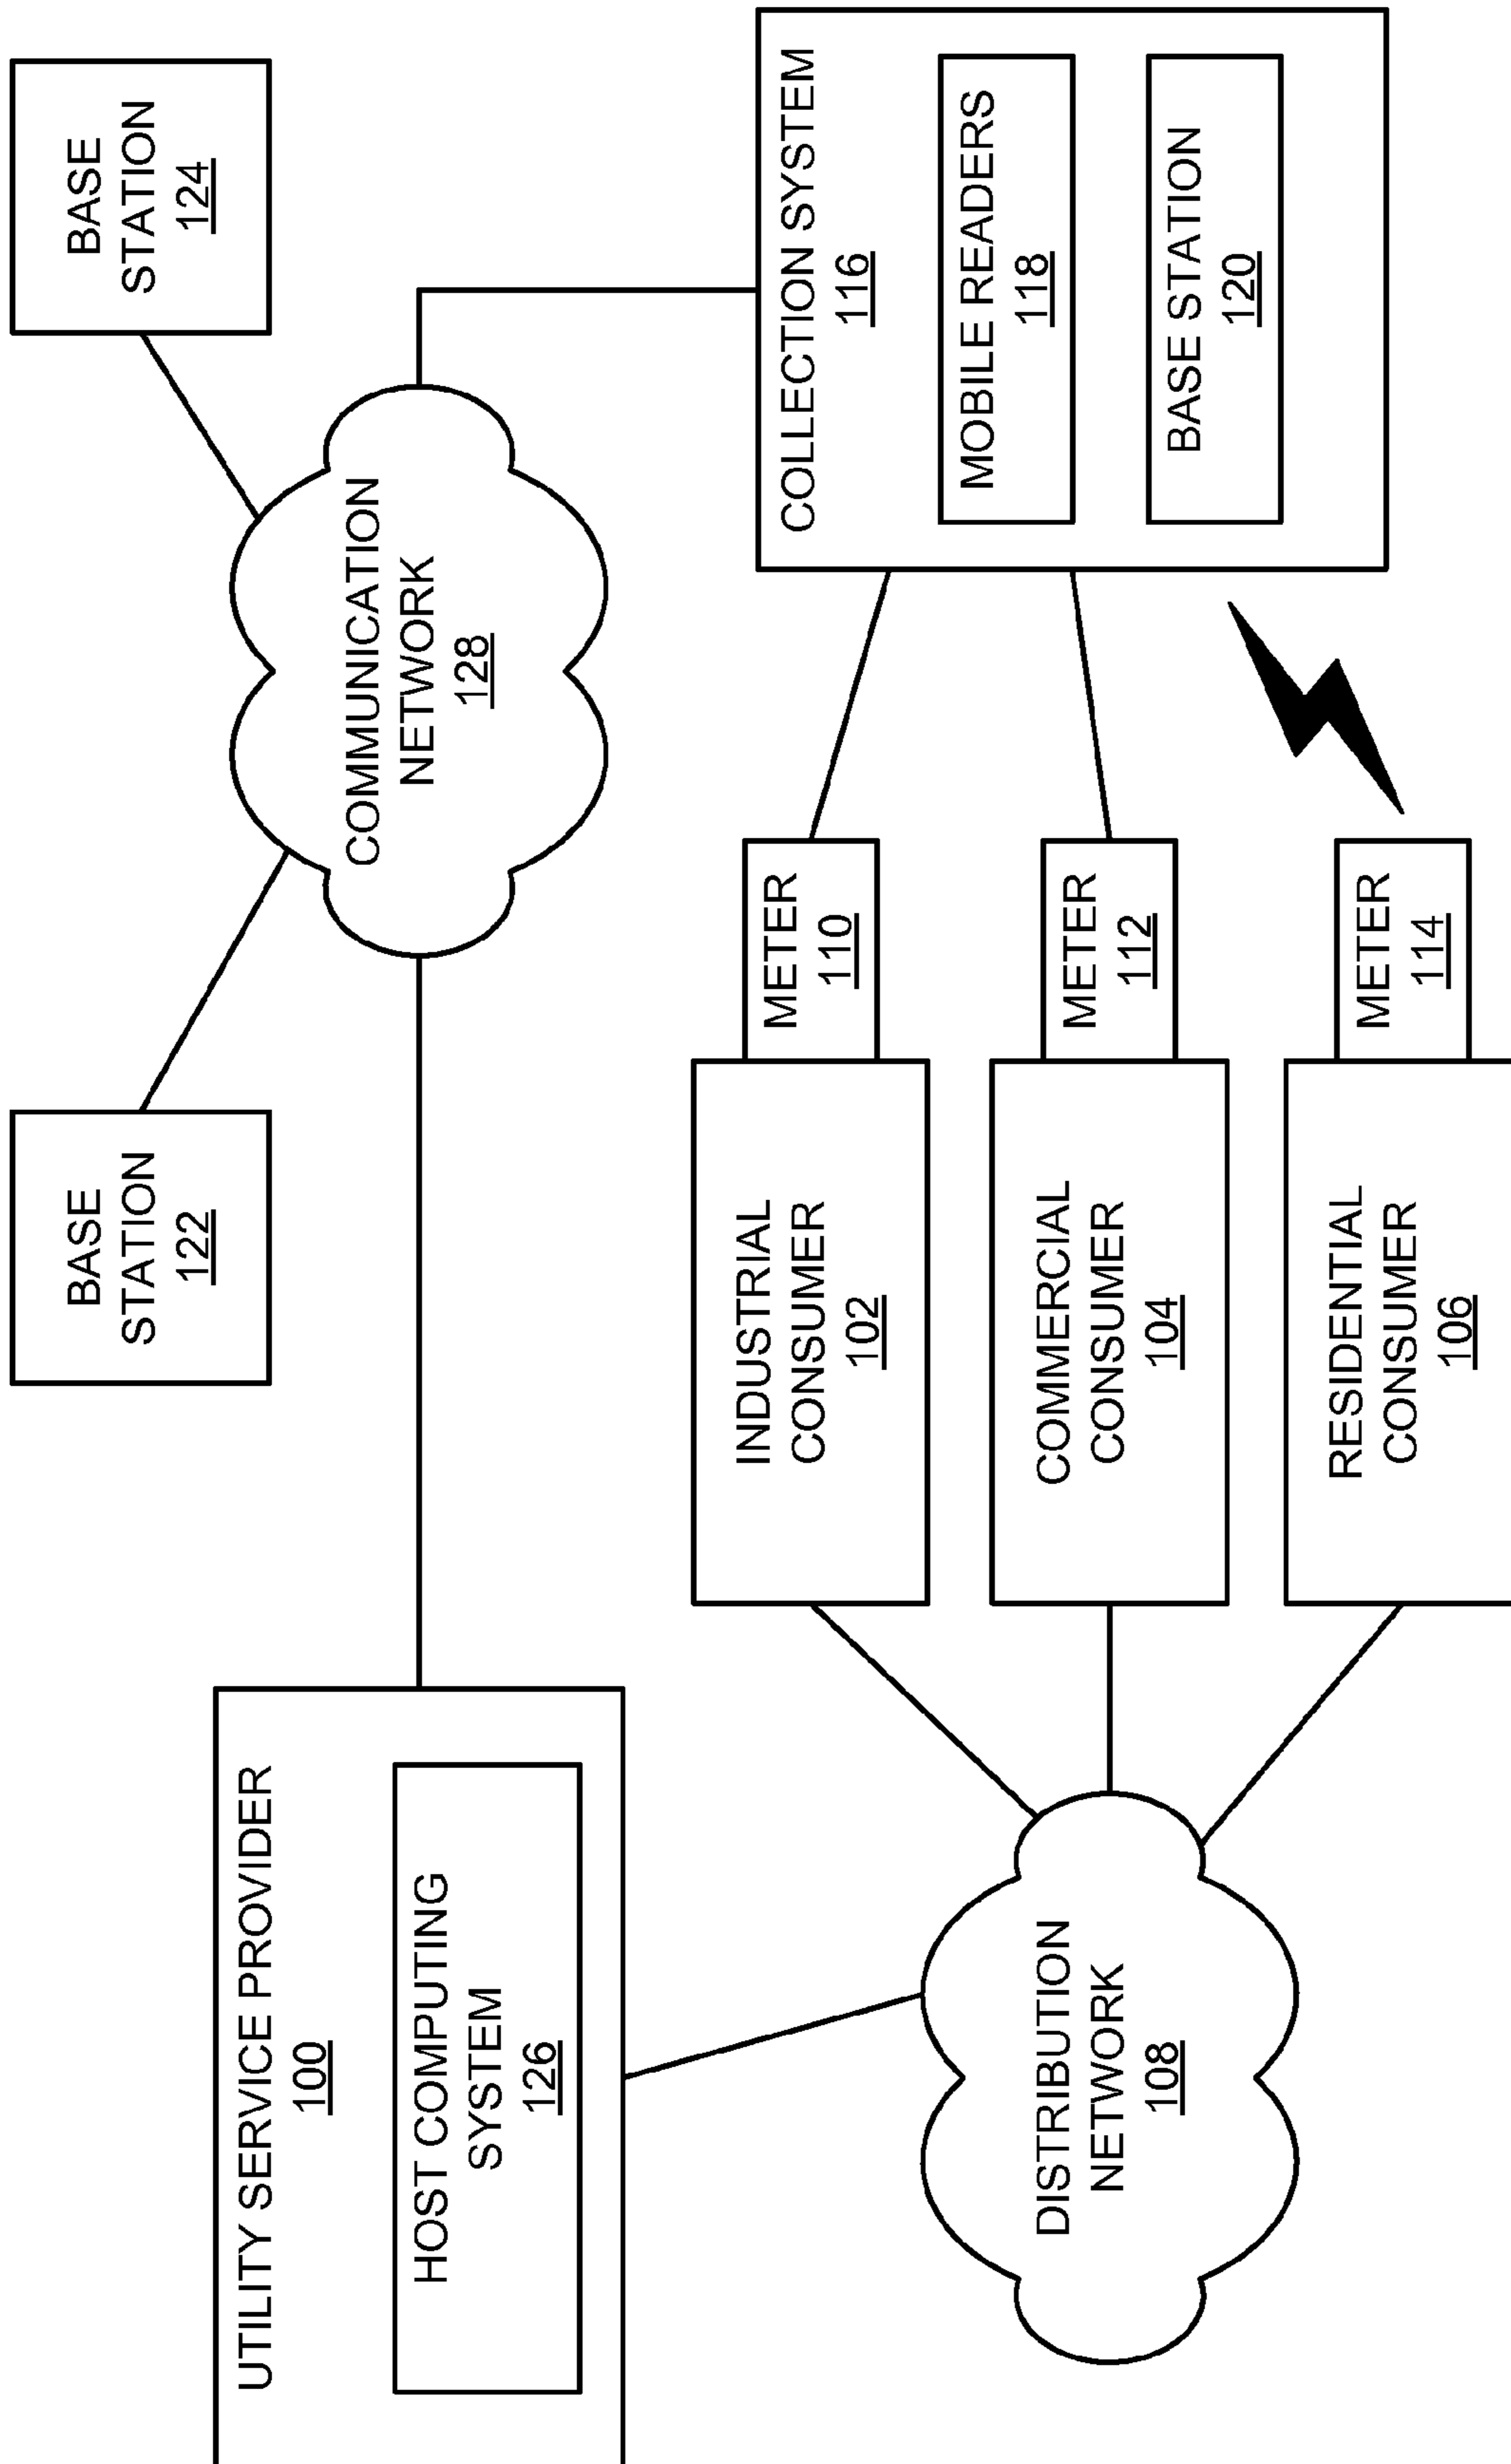 UTILITY SERVICE PROVIDER
100
HOST COMPUTING
SYSTEM
126
BASE
STATION
122
BASE
STATION
124
COMMUNICATION
NETWORK
128
DISTRIBUTION
NETWORK
108
INDUSTRIAL
CONSUMER
102
METER
110
COMMERCIAL
CONSUMER
104
METER
112
RESIDENTIAL
CONSUMER
106
METER
114
COLLECTION SYSTEM
116
MOBILE READERS
118
BASE STATION
120